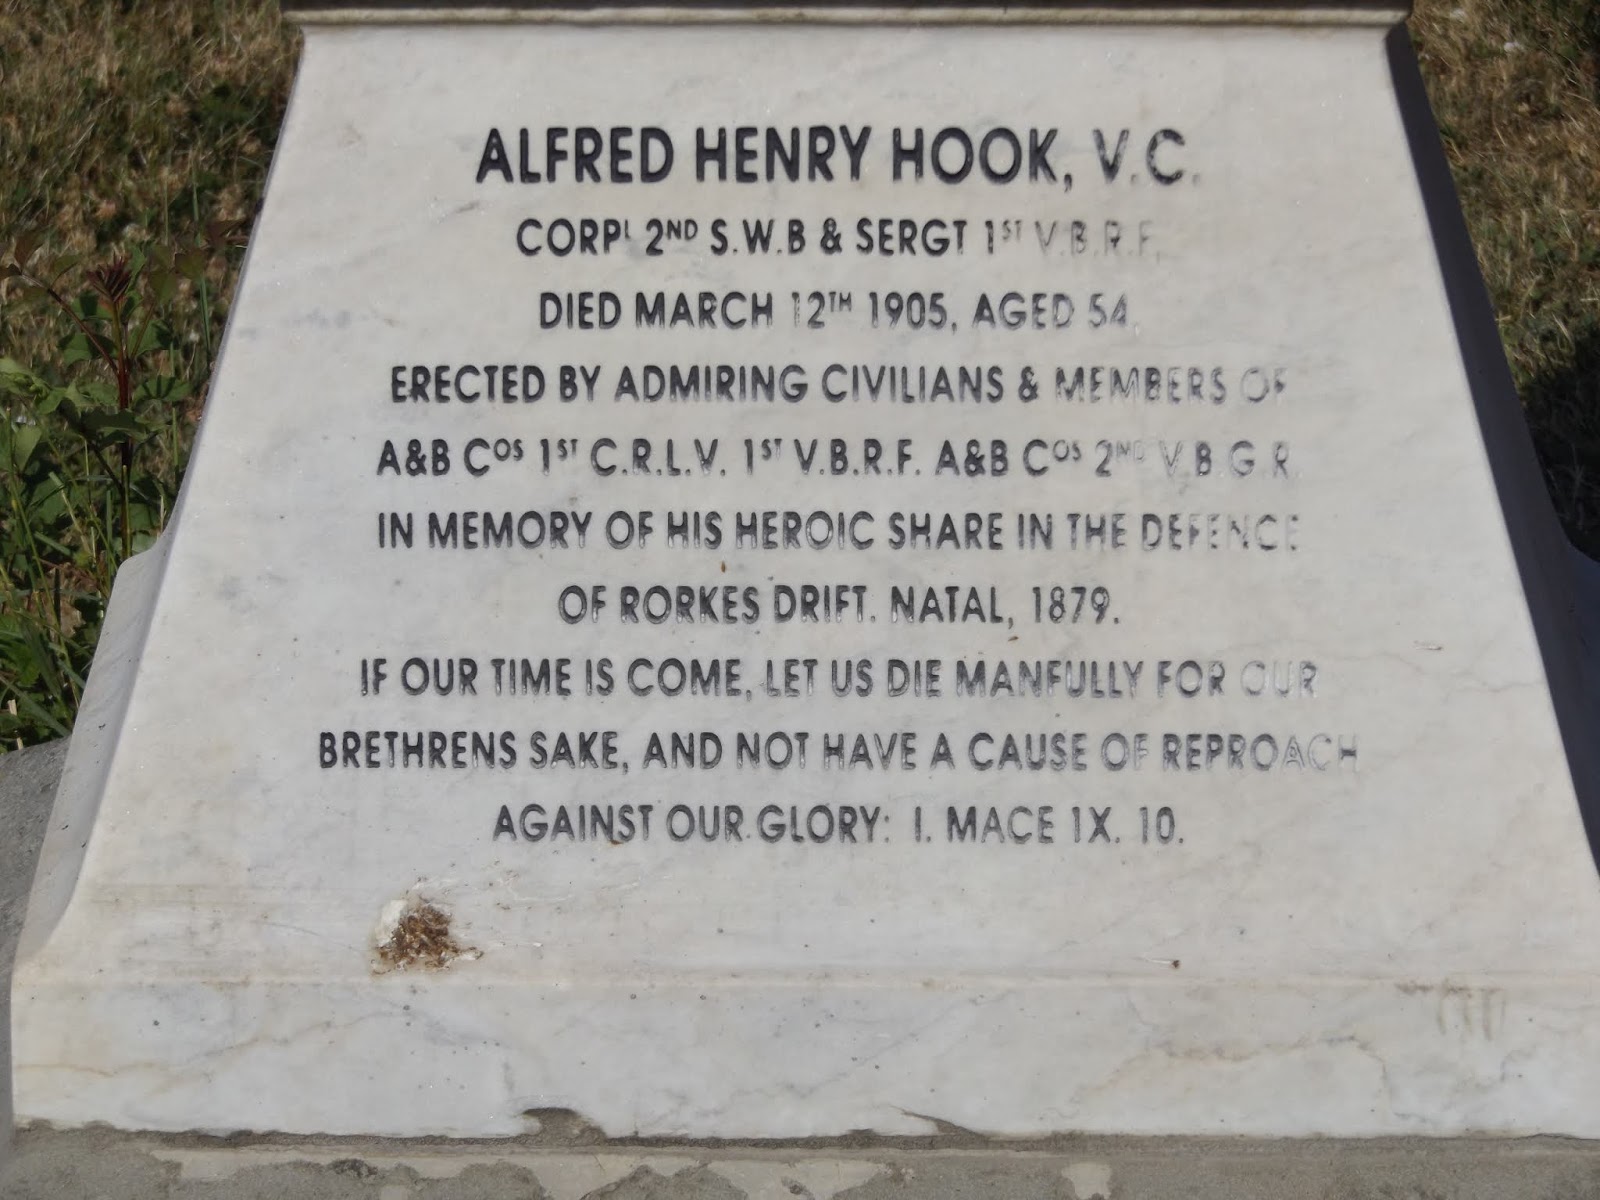 ALFRED HENRY HOOK, V.C.
CORPL 2ND S.W.B & SERGT 1ST V.B.R.F.
DIED MARCH 12TH 1905, AGED 54.
ERECTED BY ADMIRING CIVILIANS & MEMBERS OF
A&B COS 1ST C.R.L.V. 1ST V.B.R.F. A&B COS 2ND V.B.G.R.
IN MEMORY OF HIS HEROIC SHARE IN THE DEFENCE
OF RORKES DRIFT. NATAL, 1879.
IF OUR TIME IS COME, LET US DIE MANFULLY FOR OUR
BRETHRENS SAKE, AND NOT HAVE A CAUSE OF REPROACH
AGAINST OUR GLORY: I. MACE 1X. 10.